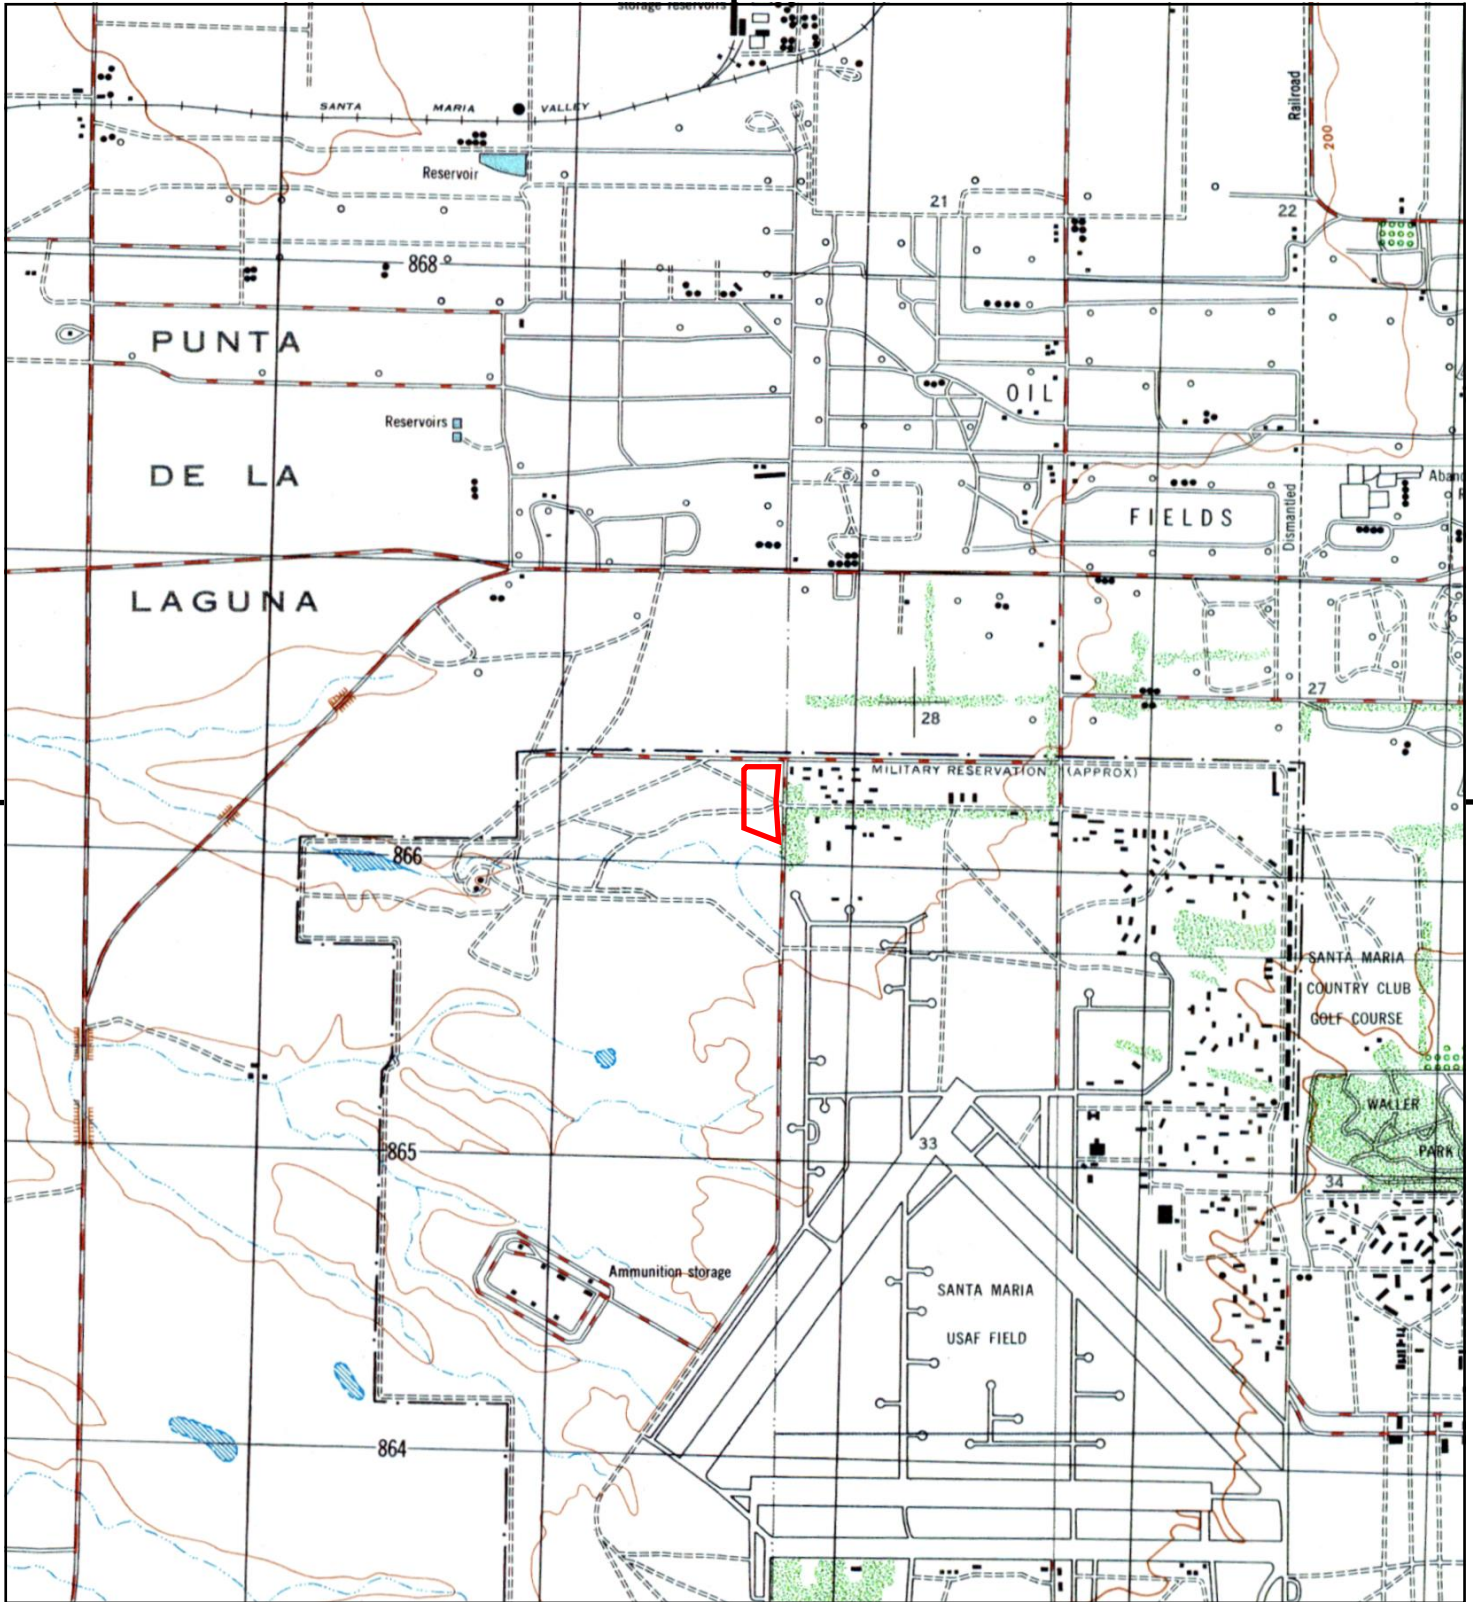 storage reservoirs
Railroad
200
SANTA MARIA VALLEY
Reservoir
21
22
868
PUNTA
OIL
Reservoirs
DE LA
FIELDS
Dismantled
LAGUNA
27
28
MILITARY RESERVATION (APPROX)
866
SANTA MARIA
COUNTRY CLUB
GOLF COURSE
WALLER
PARK
865
33
34
Ammunition storage
SANTA MARIA
USAF FIELD
864